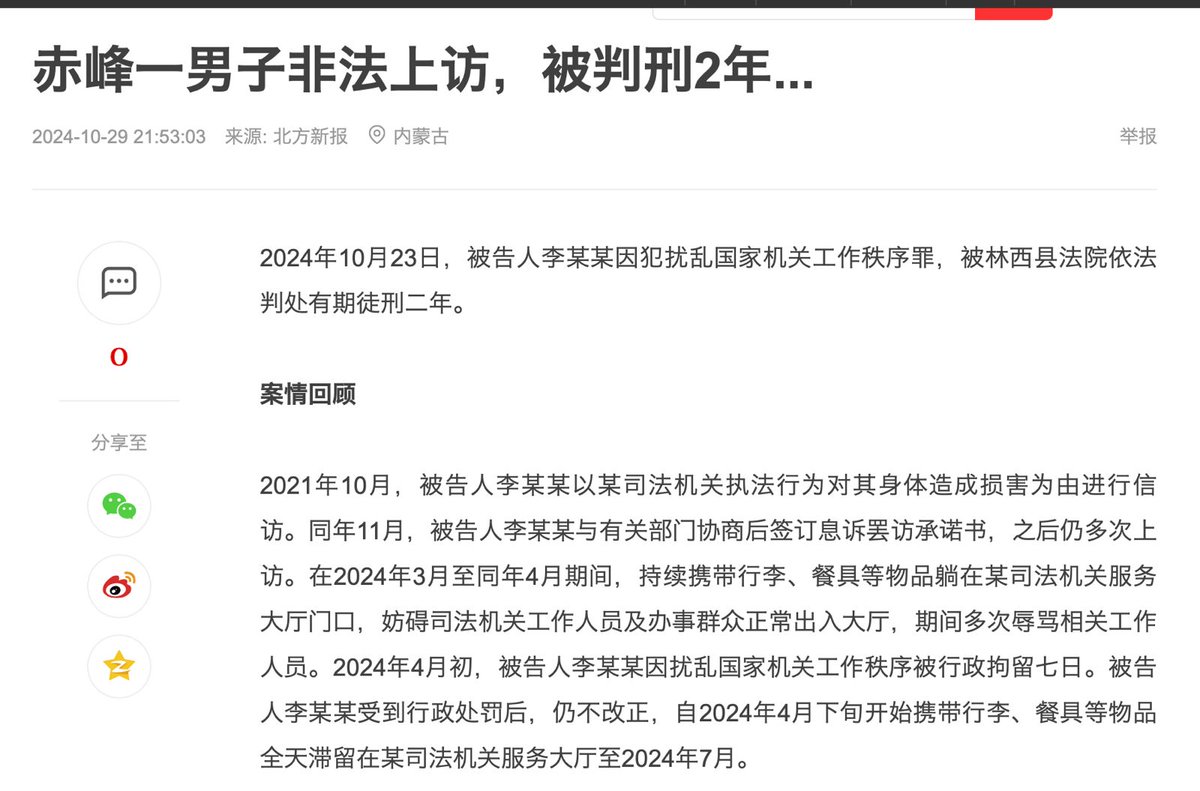 赤峰一男子非法上访，被判刑2年...
2024-10-29 21:53:03 来源: 北方新报 内蒙古
举报
2024年10月23日，被告人李某某因犯扰乱国家机关工作秩序罪，被林西县法院依法
判处有期徒刑二年。
0
案情回顾
分享至
2021年10月，被告人李某某以某司法机关执法行为对其身体造成损害为由进行信
访。同年11月，被告人李某某与有关部门协商后签订息诉罢访承诺书，之后仍多次上
访。在2024年3月至同年4月期间，持续携带行李、餐具等物品躺在某司法机关服务
大厅门口，妨碍司法机关工作人员及办事群众正常出入大厅，期间多次辱骂相关工作
人员。2024年4月初，被告人李某某因扰乱国家机关工作秩序被行政拘留七日。被告
人李某某受到行政处罚后，仍不改正，自2024年4月下旬开始携带行李、餐具等物品
全天滞留在某司法机关服务大厅至2024年7月。